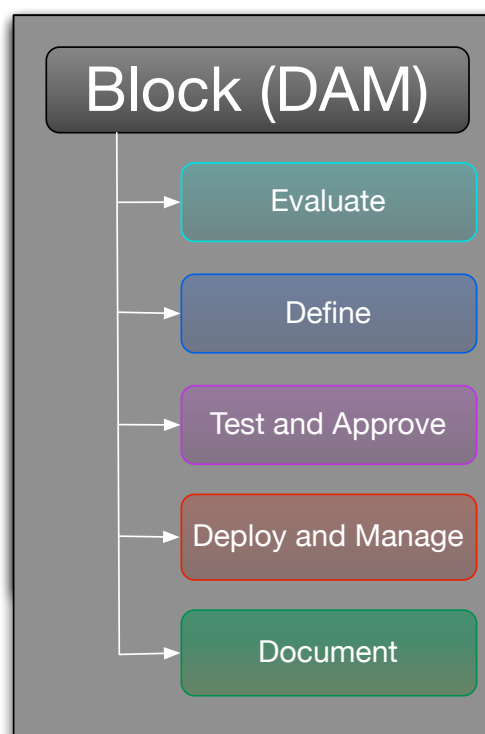 Block (DAM)
Evaluate
Define
Test and Approve
Deploy and Manage
Document